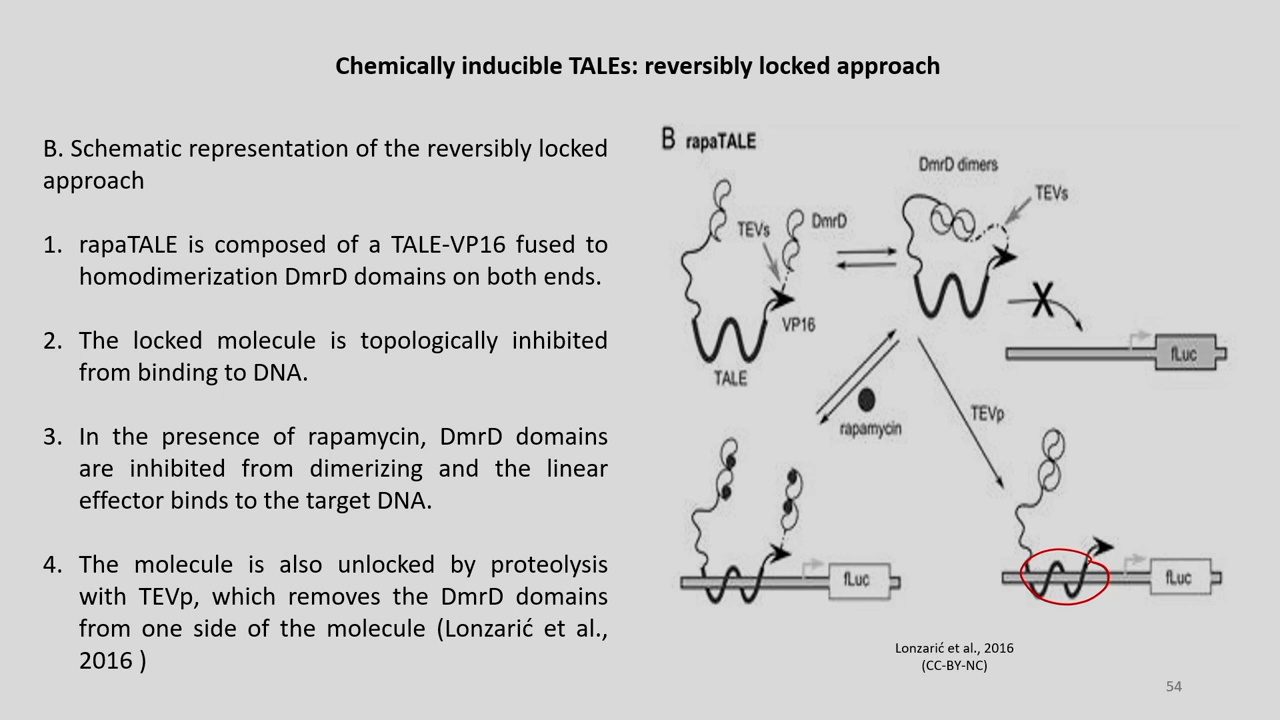 Chemically inducible TALEs: reversibly locked approach
B. Schematic representation of the reversibly locked
approach
1. rapaTALE is composed of a TALE-VP16 fused to
homodimerization DmrD domains on both ends.
2. The locked molecule is topologically inhibited
from binding to DNA.
3. In the presence of rapamycin, DmrD domains
are inhibited from dimerizing and the linear
effector binds to the target DNA.
4. The molecule is also unlocked by proteolysis
with TEVp, which removes the DmrD domains
from one side of the molecule (Lonzarić et al.,
2016 )
B rapaTALE
DmrD dimers
TEVs
DmrD
TEVs
VP16
TALE
fLuc
rapamycin
TEVp
fLuc
fLuc
Lonzarić et al., 2016
(CC-BY-NC)
54